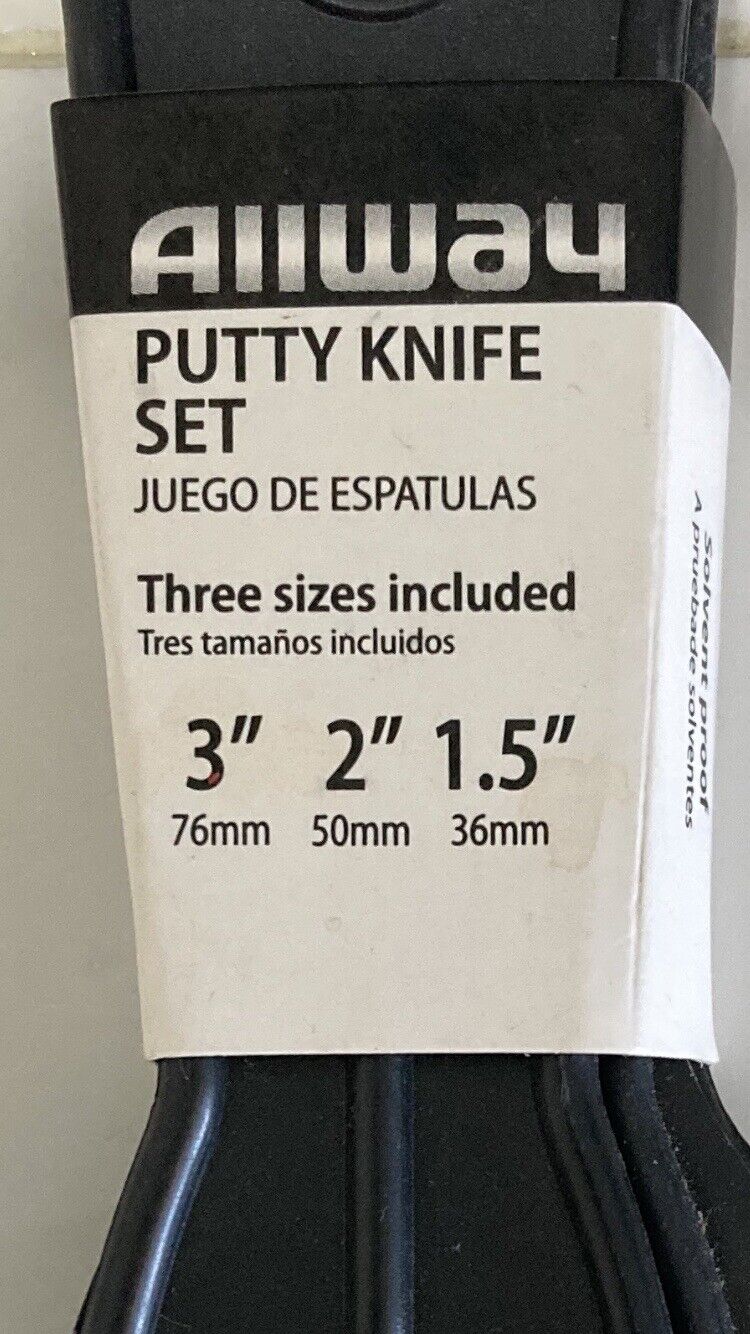 Allway
PUTTY KNIFE
SET
JUEGO DE ESPATULAS
Three sizes included
Tres tamaños incluidos
3” 2” 1.5”
76mm 50mm 36mm
Solvent proof
A pruebade solventes